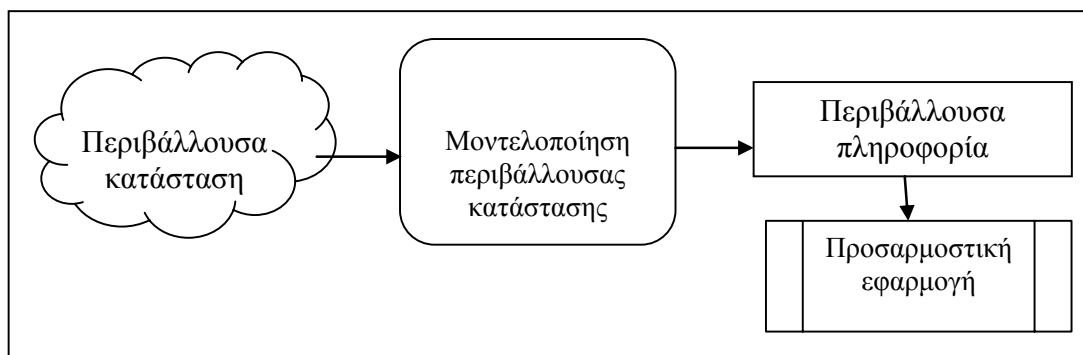 Περιβάλλουσα
κατάσταση
Μοντελοποίηση
περιβάλλουσας
κατάστασης
Περιβάλλουσα
πληροφορία
Προσαρμοστική
εφαρμογή